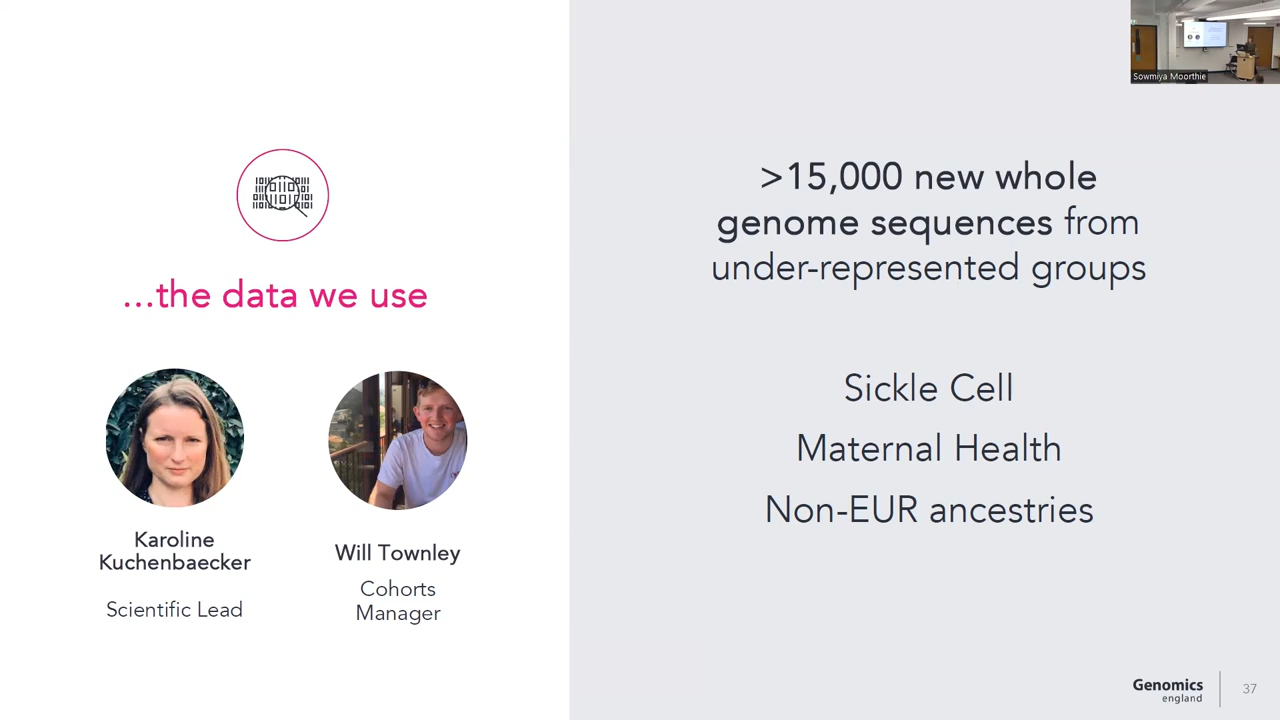 Sowmiya Moorthie
...the data we use
Karoline
Kuchenbaecker
Scientific Lead
Will Townley
Cohorts
Manager
>15,000 new whole
genome sequences from
under-represented groups
Sickle Cell
Maternal Health
Non-EUR ancestries
Genomics
england
37